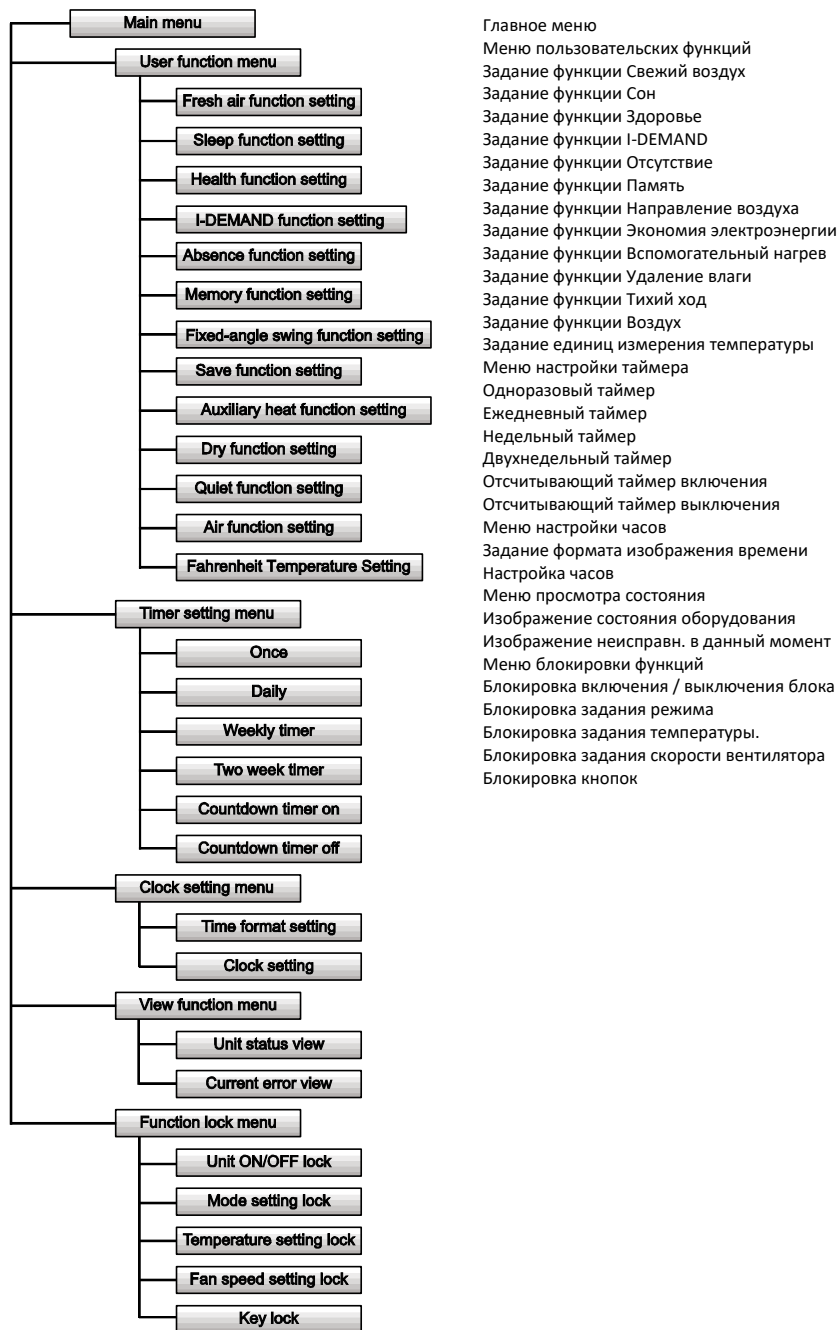 Main menu
User function menu
Fresh air function setting
Sleep function setting
Health function setting
I-DEMAND function setting
Absence function setting
Memory function setting
Fixed-angle swing function setting
Save function setting
Auxiliary heat function setting
Dry function setting
Quiet function setting
Air function setting
Fahrenheit Temperature Setting
Timer setting menu
Once
Daily
Weekly timer
Two week timer
Countdown timer on
Countdown timer off
Clock setting menu
Time format setting
Clock setting
View function menu
Unit status view
Current error view
Function lock menu
Unit ON/OFF lock
Mode setting lock
Temperature setting lock
Fan speed setting lock
Key lock
Главное меню
Меню пользовательских функций
Задание функции Свежий воздух
Задание функции Сон
Задание функции Здоровье
Задание функции I-DEMAND
Задание функции Отсутствие
Задание функции Память
Задание функции Направление воздуха
Задание функции Экономия электроэнергии
Задание функции Вспомогательный нагрев
Задание функции Удаление влаги
Задание функции Тихий ход
Задание функции Воздух
Задание единиц измерения температуры
Меню настройки таймера
Одноразовый таймер
Ежедневный таймер
Недельный таймер
Двухнедельный таймер
Отсчитывающий таймер включения
Отсчитывающий таймер выключения
Меню настройки часов
Задание формата изображения времени
Настройка часов
Меню просмотра состояния
Изображение состояния оборудования
Изображение неисправн. в данный момент
Меню блокировки функций
Блокировка включения / выключения блока
Блокировка задания режима
Блокировка задания температуры.
Блокировка задания скорости вентилятора
Блокировка кнопок